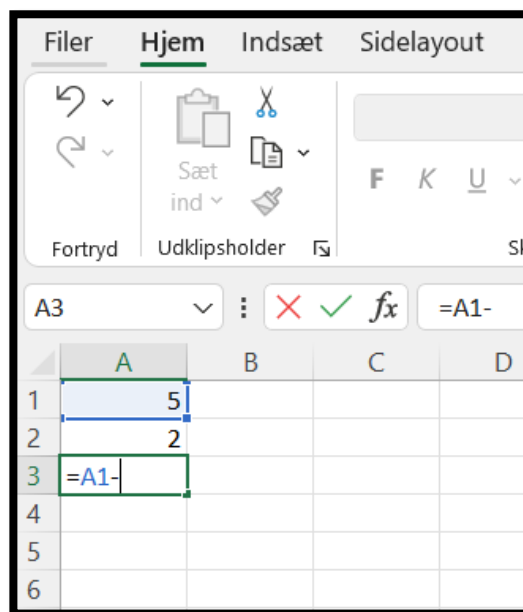 Filer Hjem Indsæt Sidelayout
Sæt
ind
F K U
Fortryd Udklipsholder
A3 fx =A1-
A B C D
1 5
2 2
3 =A1-
4
5
6